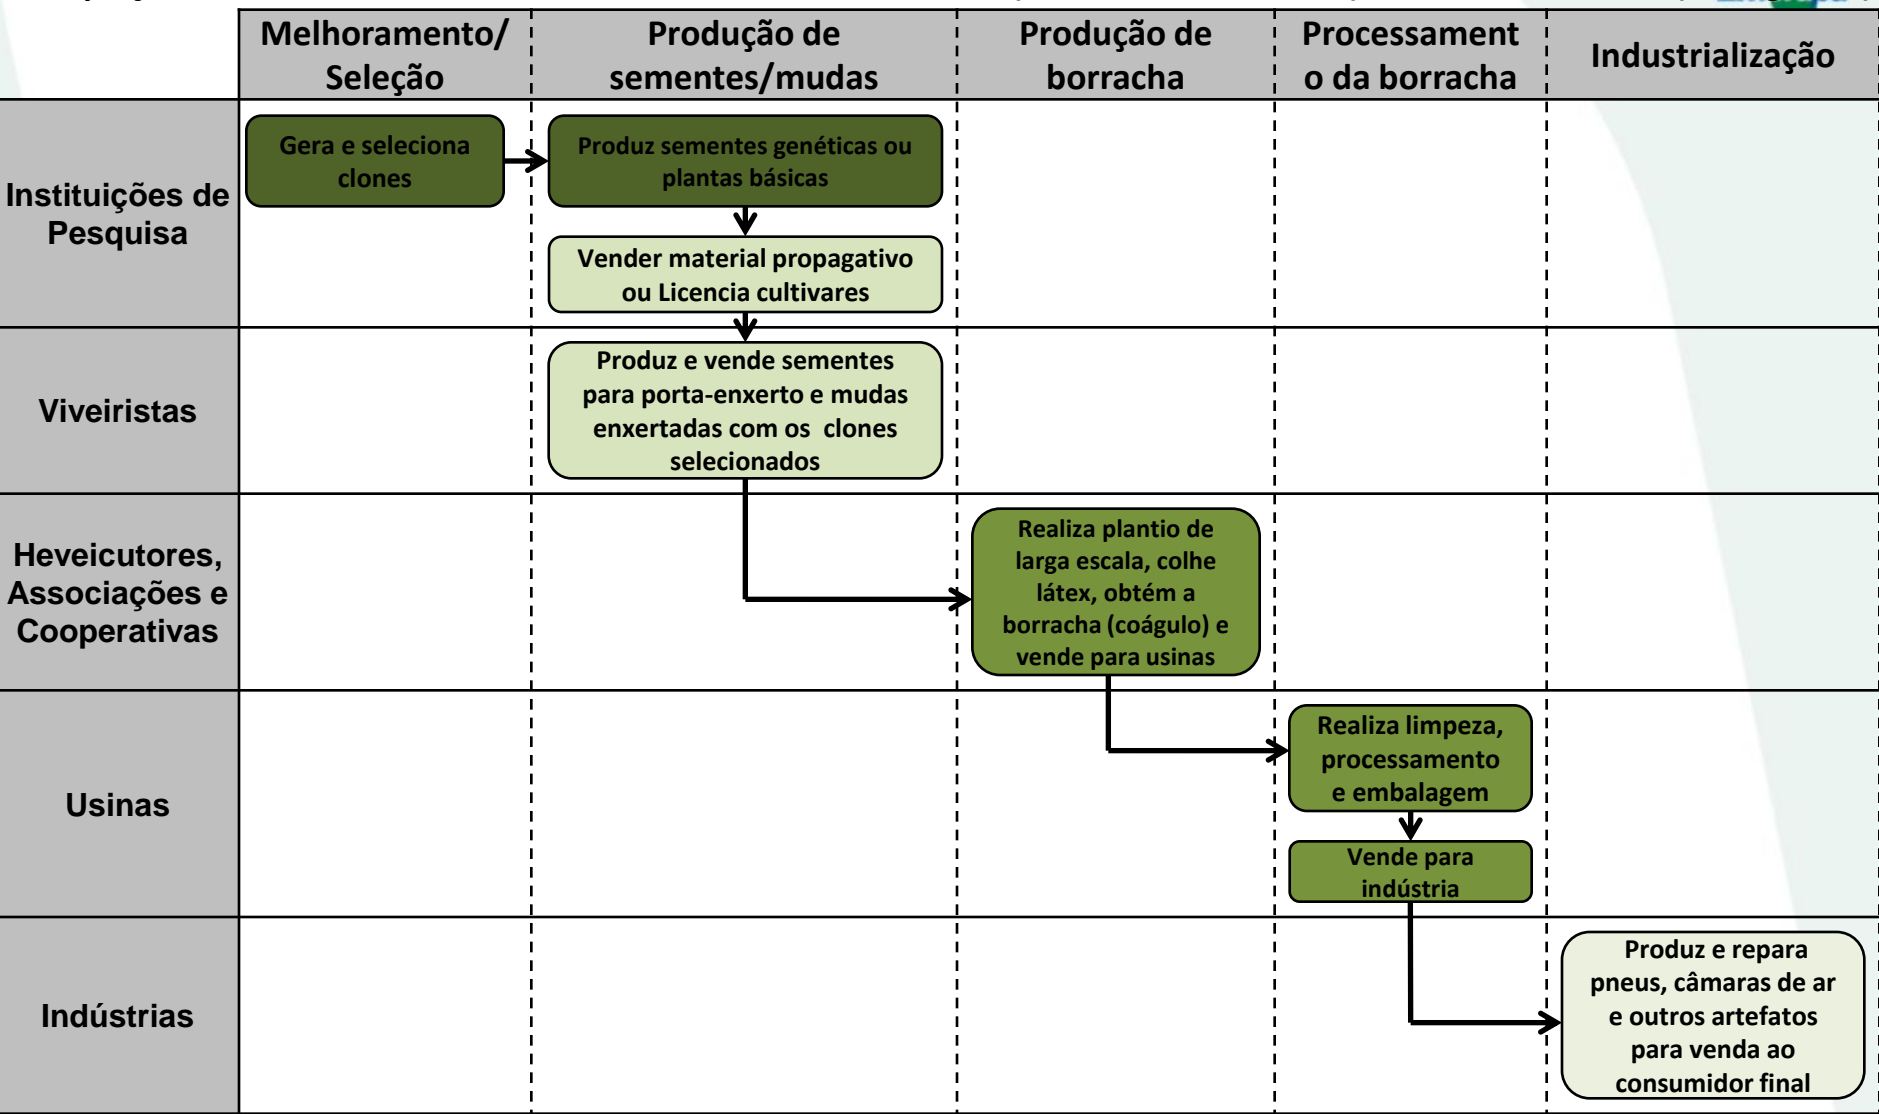 Melhoramento/
Seleção
Produção de
sementes/mudas
Produção de
borracha
Processament
o da borracha
Industrialização
Instituições de
Pesquisa
Gera e seleciona
clones
Produz sementes genéticas ou
plantas básicas
Vender material propagativo
ou Licencia cultivares
Viveiristas
Produz e vende sementes
para porta-enxerto e mudas
enxertadas com os clones
selecionados
Heveicutores,
Associações e
Cooperativas
Realiza plantio de
larga escala, colhe
látex, obtém a
borracha (coágulo) e
vende para usinas
Usinas
Realiza limpeza,
processamento
e embalagem
Vende para
indústria
Indústrias
Produz e repara
pneus, câmaras de ar
e outros artefatos
para venda ao
consumidor final